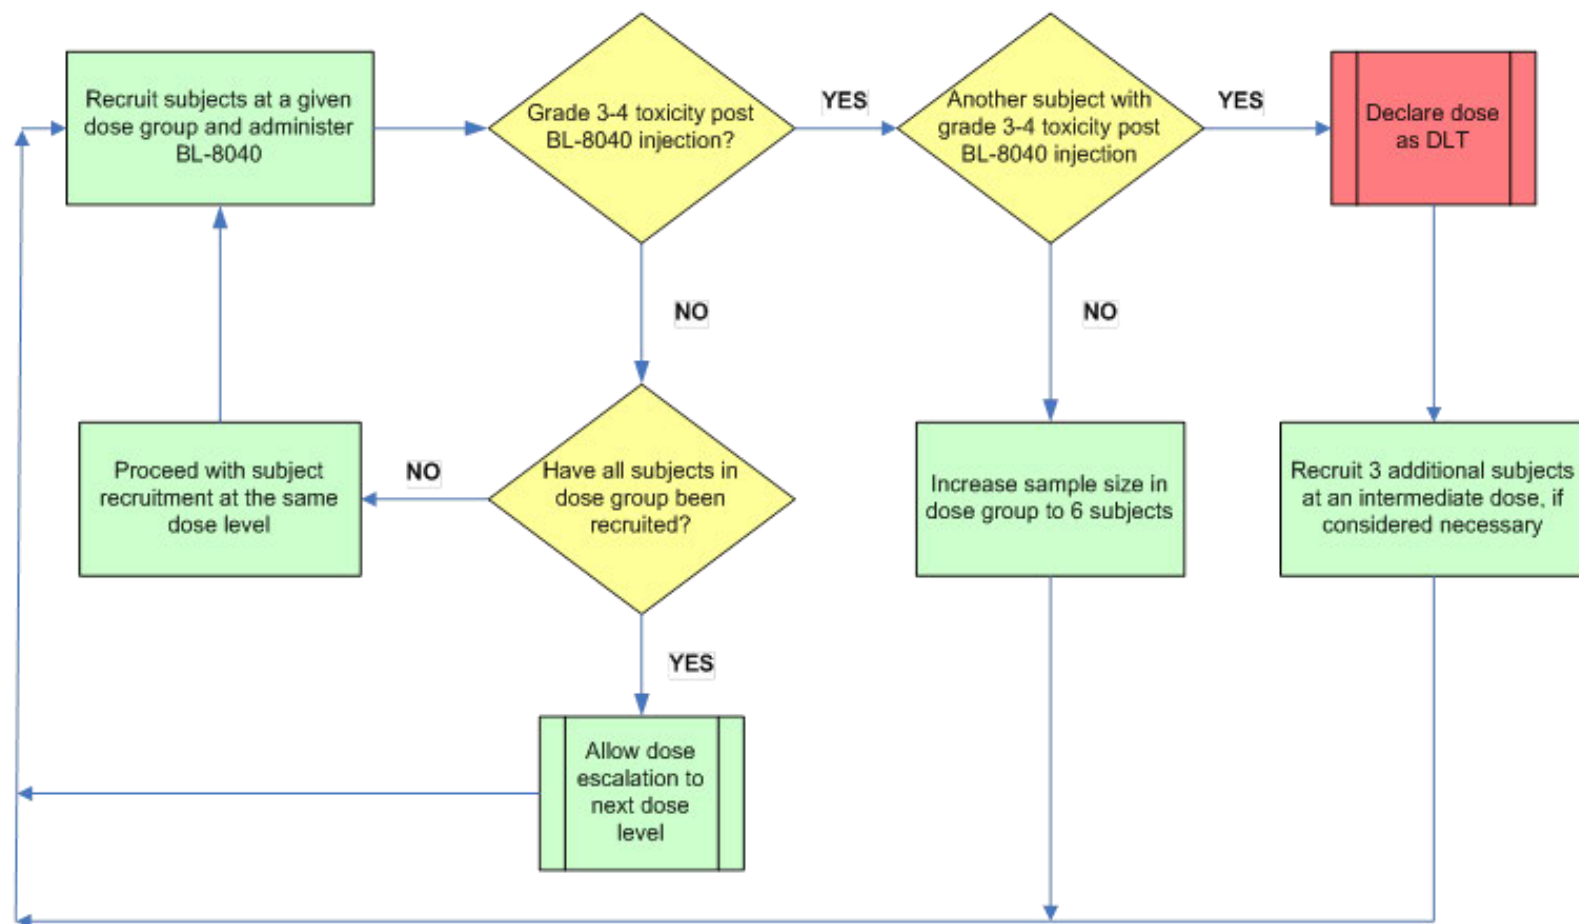 Recruit subjects at a given
dose group and administer
BL-8040
Grade 3-4 toxicity post
BL-8040 injection?
YES
Another subject with
grade 3-4 toxicity post
BL-8040 injection
YES
Declare dose
as DLT
NO
NO
Proceed with subject
recruitment at the same
dose level
NO
Have all subjects in
dose group been
recruited?
Increase sample size in
dose group to 6 subjects
Recruit 3 additional subjects
at an intermediate dose, if
considered necessary
YES
Allow dose
escalation to
next dose
level